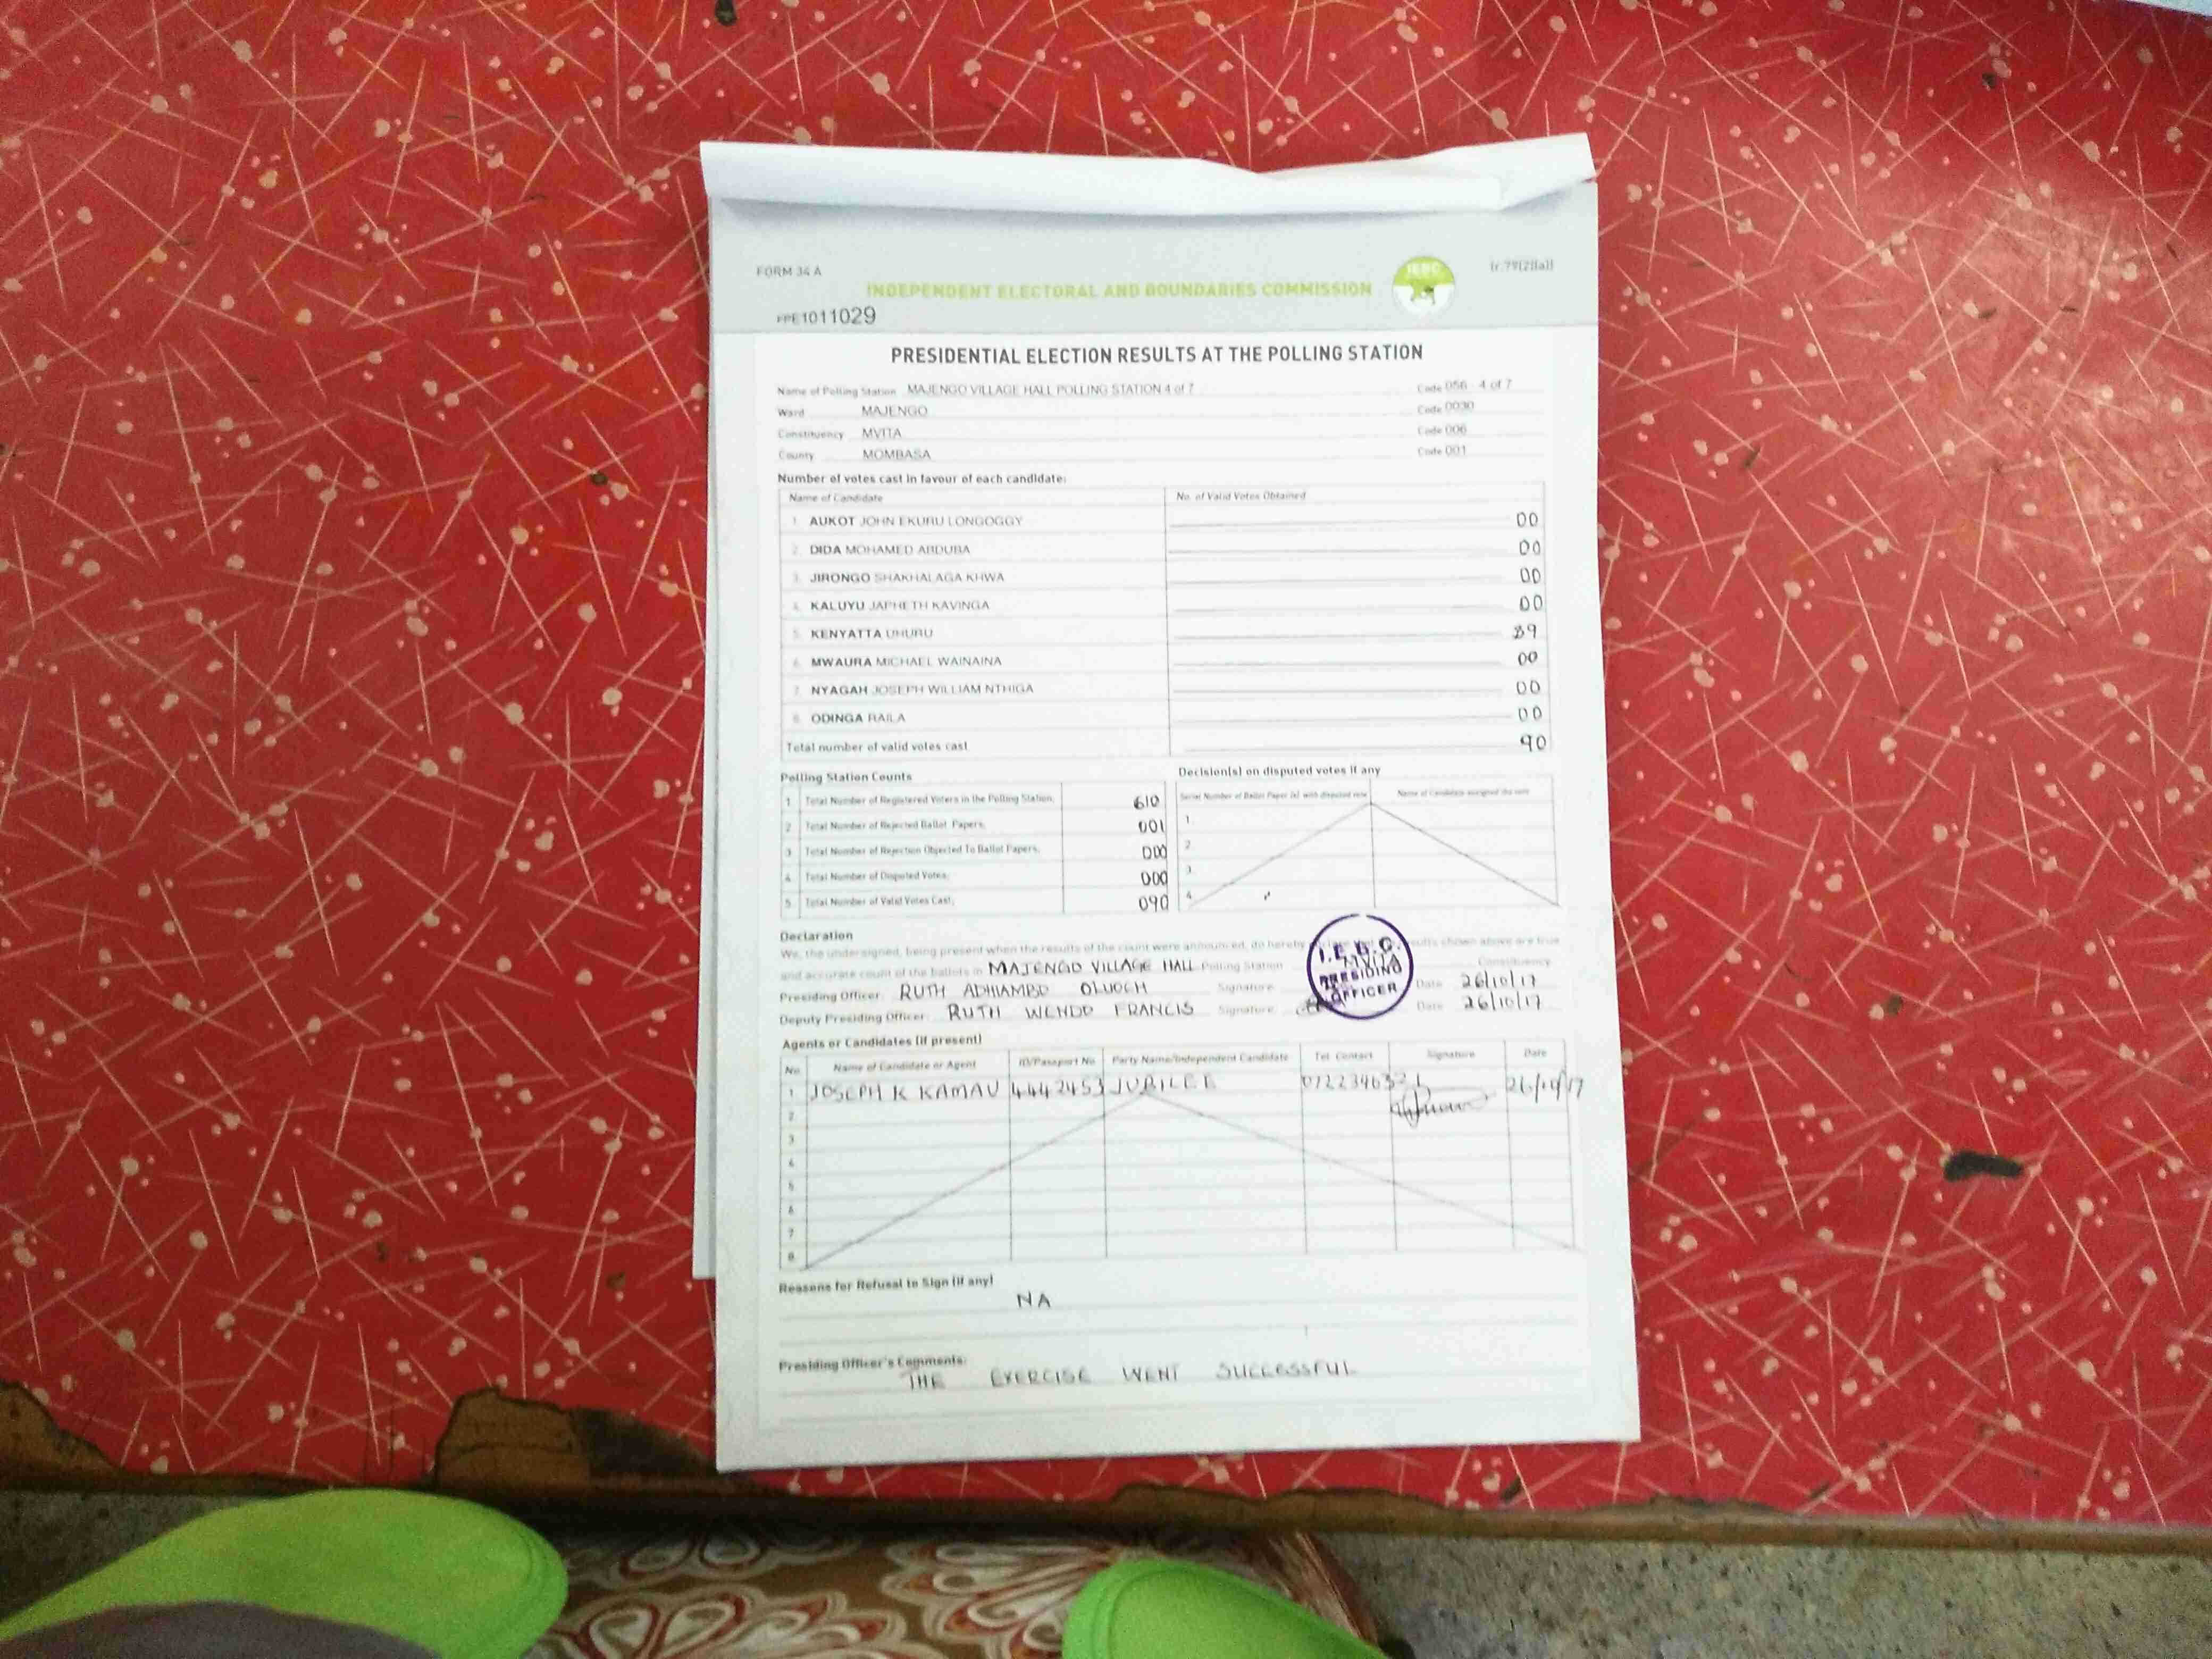 FORM 34 A
IEBC
INDEPENDENT ELECTORAL AND BOUNDARIES COMMISSION
PPE1011029
PRESIDENTIAL ELECTION RESULTS AT THE POLLING STATION
Name of Polling Station MAJENGO VILLAGE HALL POLLING STATION 4 of 7 Code 056 - 4 of 7
Ward MAJENGO Code 0030
Constituency MVITA Code 006
County MOMBASA Code 001
Number of votes cast in favour of each candidate:
Name of Candidate No. of Valid Votes Obtained
1. AUKOT JOHN EKURU LONGOGGY 00
2. DIDA MOHAMED ABDUBA 00
3. JIRONGO SHAKHALAGA KHWA 00
4. KALUYU JAPHETH KAVINGA 00
5. KENYATTA UHURU 89
6. MWAURA MICHAEL WAINAINA 00
7. NYAGAH JOSEPH WILLIAM NTHIGA 00
8. ODINGA RAILA 00
Total number of valid votes cast 90
Polling Station Counts
1. Total Number of Registered Voters in the Polling Station. 610
2. Total Number of Rejected Ballot Papers. 001
3 Total Number of Rejection Objected To Ballot Papers. 000
4. Total Number of Disputed Votes. 000
5. Total Number of Valid Votes Cast. 090
Decision(s) on disputed votes if any
Serial Number of Ballot Paper (s) with disputed vote Name of Candidate assigned the vote
1
2
3
4
Declaration
We, the undersigned, being present when the results of the count were announced, do hereby results shown above are true
and accurate count of the ballots in MAJENGO VILLAGE HALL Polling Station MVITA Constituency
I.E.B.C. PRESIDING OFFICER
Presiding Officer: RUTH ADHIAMBO OLUOCH Signature Date 26/10/17
Deputy Presiding Officer: RUTH WENDO FRANCIS Signature Date 26/10/17
Agents or Candidates (if present)
No. Name of Candidate or Agent ID/Passport No. Party Name/Independent Candidate Tel. Contact Signature Date
1 JOSEPH K KAMAU 4442453 JUBILEE 26/10/17
2
3
4
5
6
7
8
Reasons for Refusal to Sign (if any)
NA
Presiding Officer's Comments:
THE EXERCISE WENT SUCCESSFUL